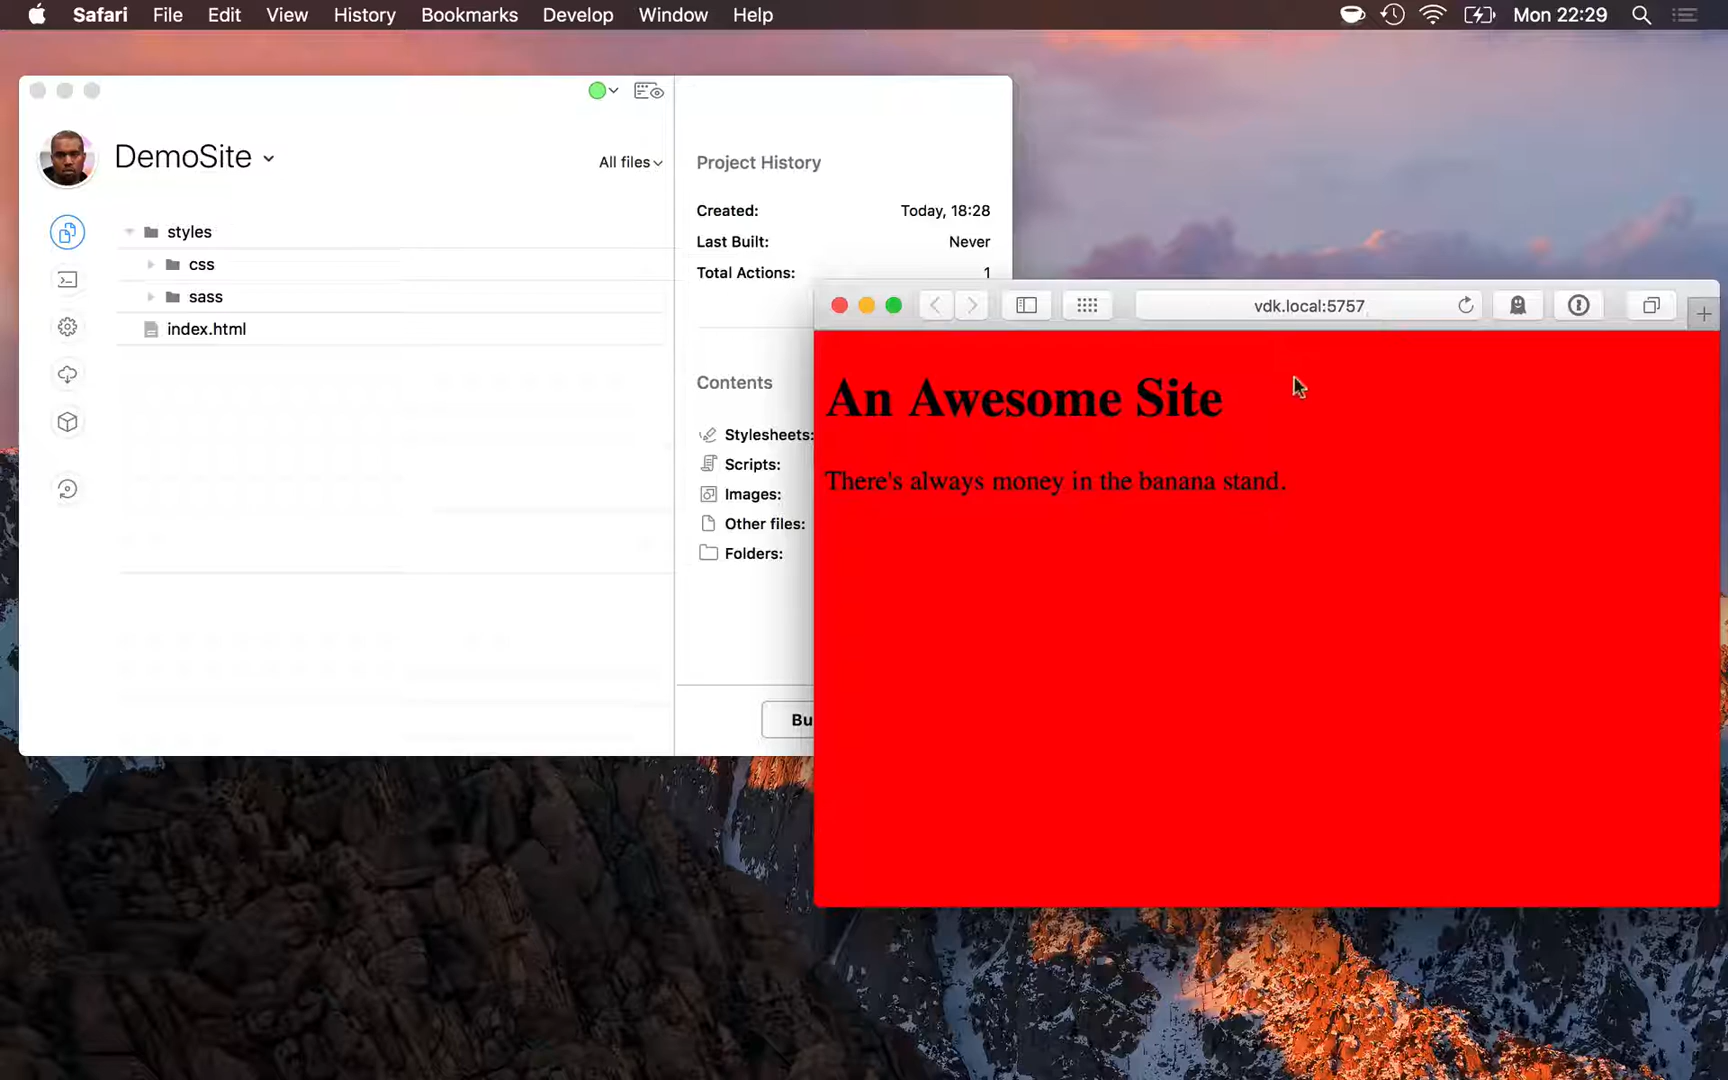 Safari File Edit View History Bookmarks Develop Window Help Mon 22:29
DemoSite
All files
styles
css
sass
index.html
Project History
Created: Today, 18:28
Last Built: Never
Total Actions: 1
Contents
Stylesheets:
Scripts:
Images:
Other files:
Folders:
Bu
vdk.local:5757
An Awesome Site
There's always money in the banana stand.